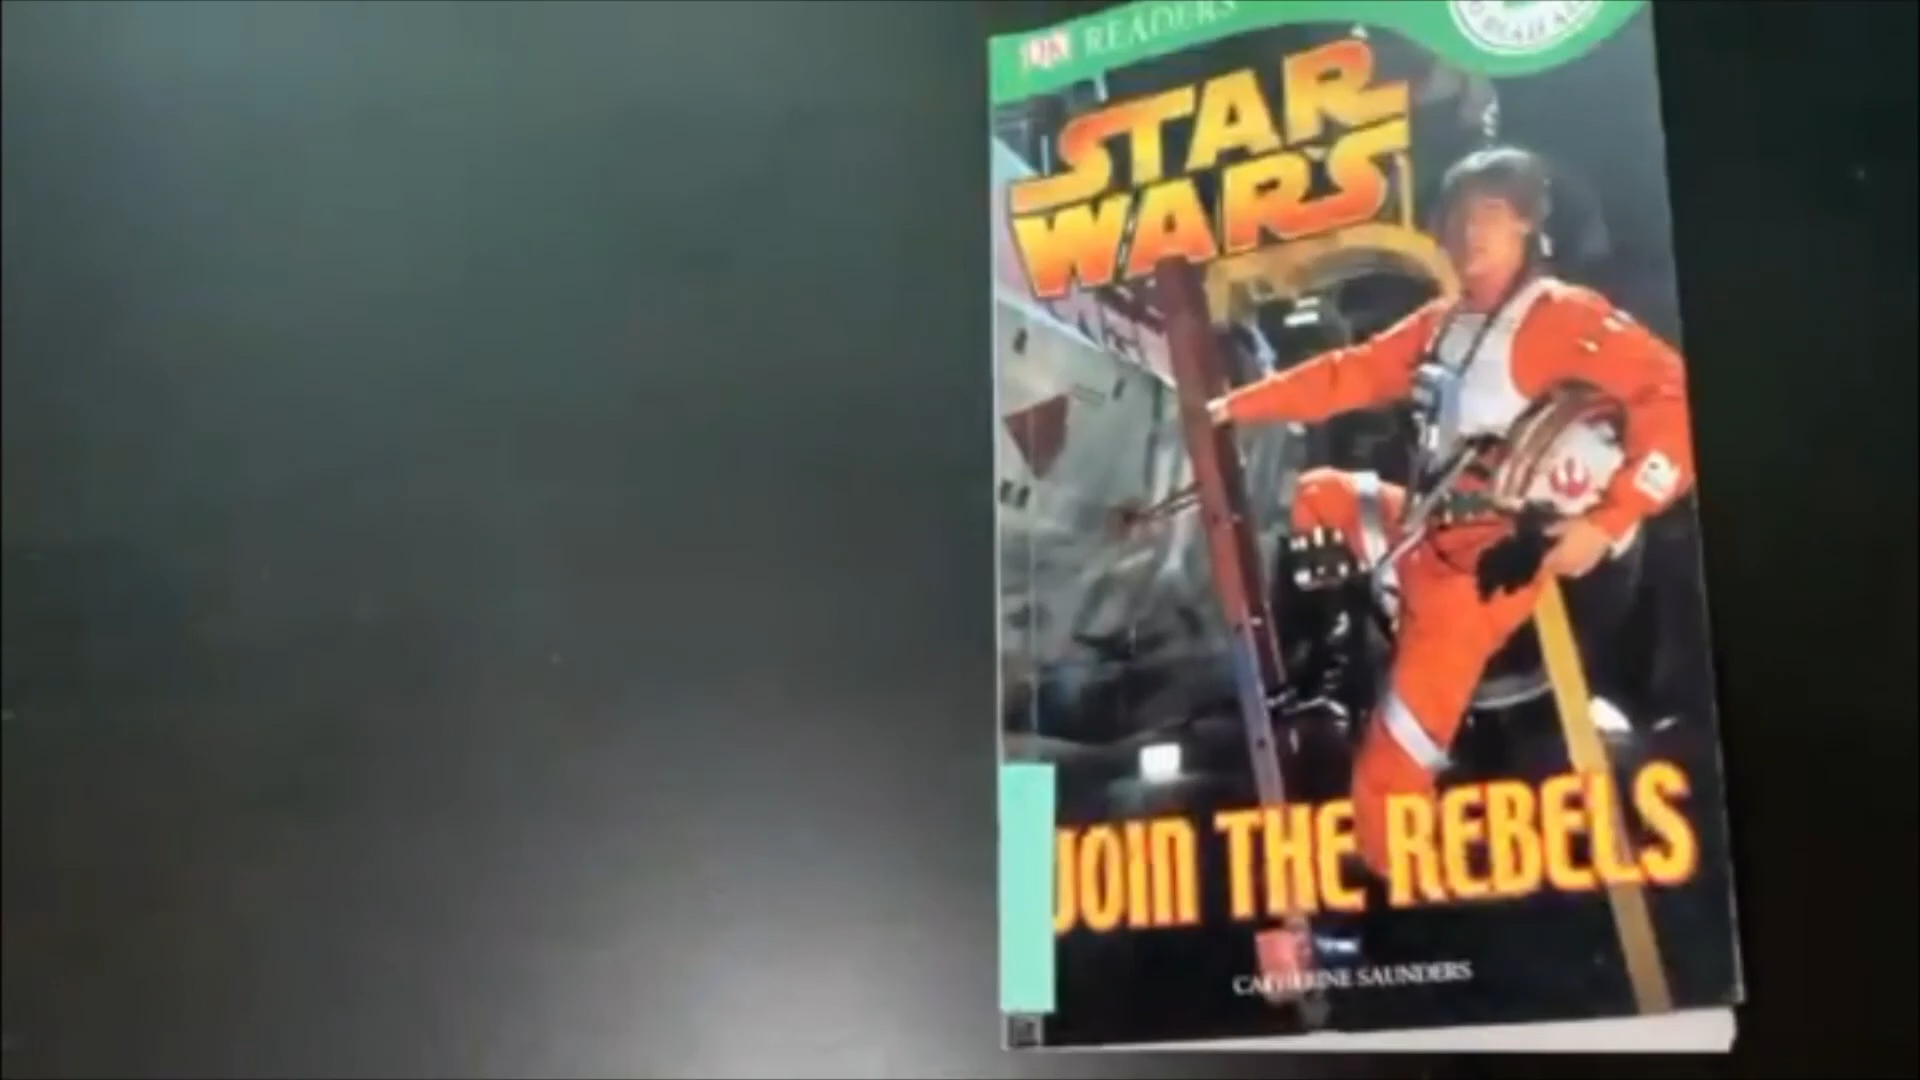 DK READERS
STAR
WARS
JOIN THE REBELS
CATHERINE SAUNDERS